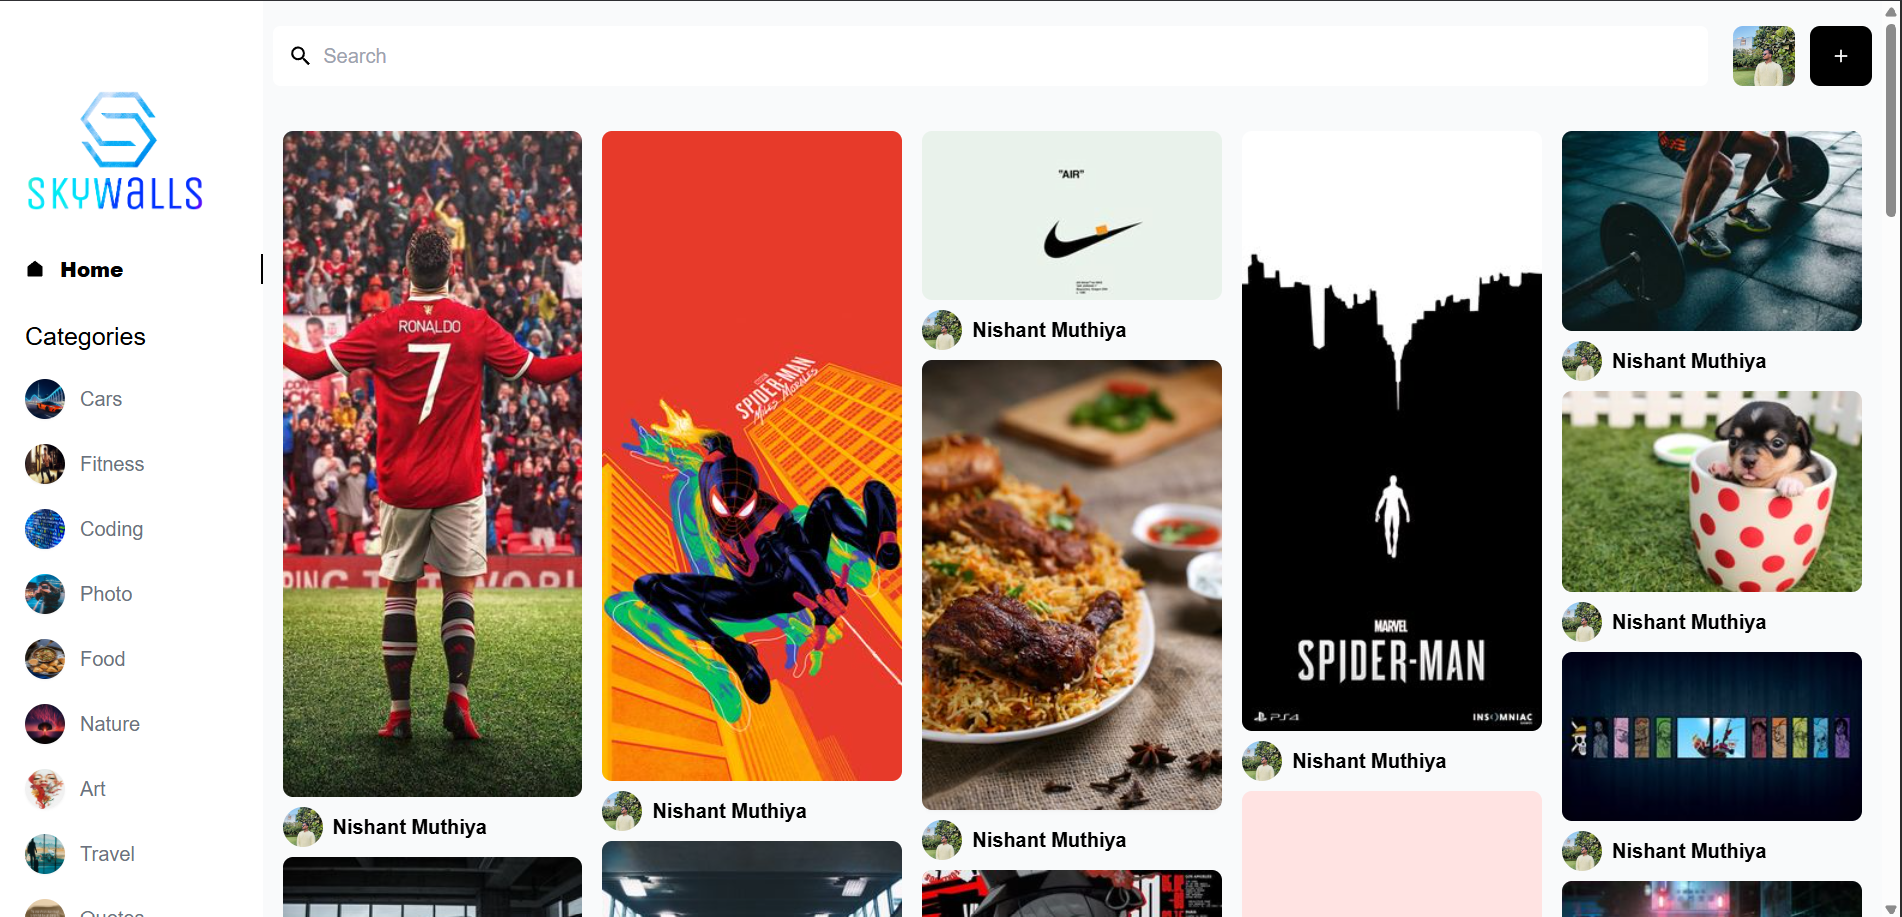 Search
+
SKYWALLS
Home
Categories
Cars
Fitness
Coding
Photo
Food
Nature
Art
Travel
Quotes
RONALDO
7
Nishant Muthiya
SPIDER-MAN
MILES MORALES
Nishant Muthiya
"AIR"
Nishant Muthiya
Nishant Muthiya
MARVEL
SPIDER-MAN
PS4
INSOMNIAC
Nishant Muthiya
Nishant Muthiya
Nishant Muthiya
Nishant Muthiya